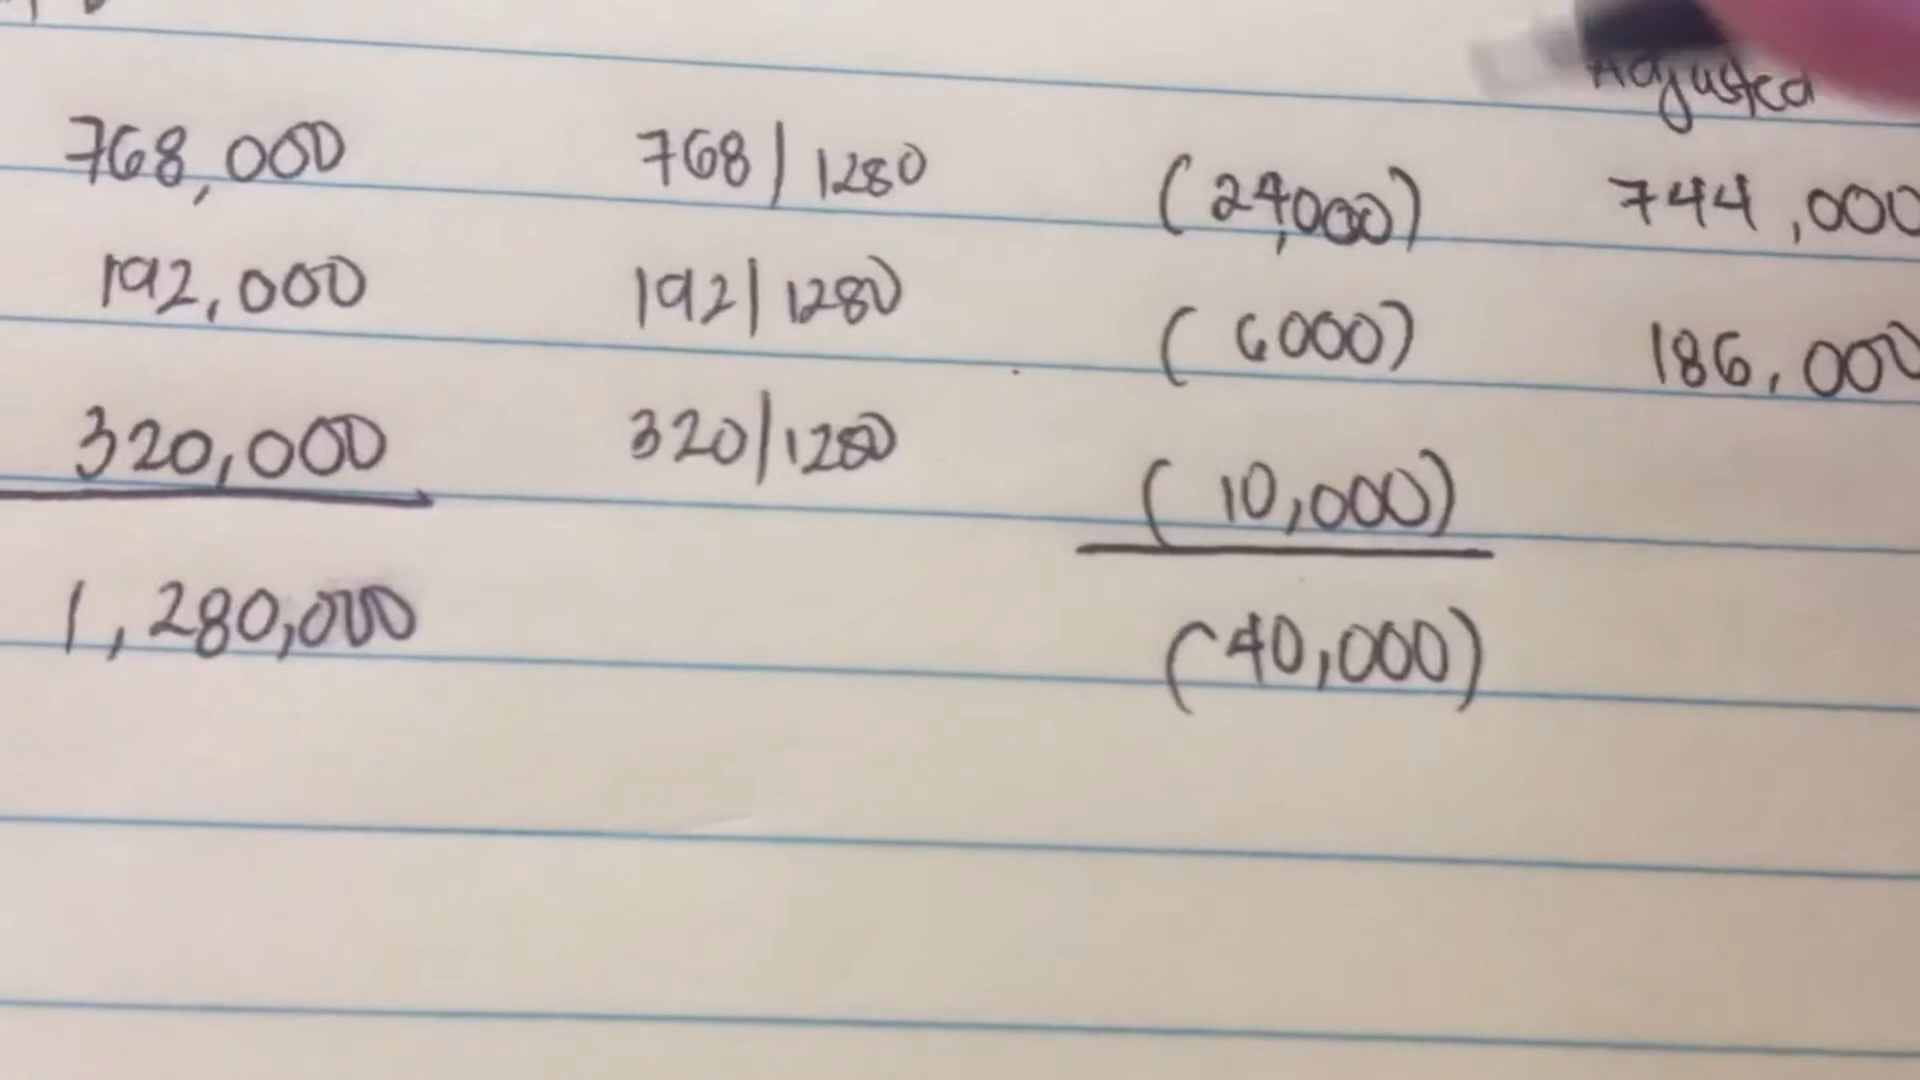 Adjusted
768,000 768/1280 (24,000) 744,000
192,000 192/1280 (6000) 186,000
320,000 320/1280 (10,000)
1,280,000 (40,000)